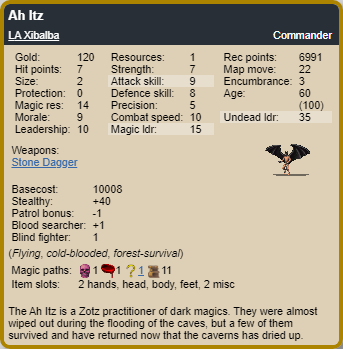 Ah Itz
LA Xibalba Commander
Gold: 120 Resources: 1 Rec points: 6991
Hit points: 7 Strength: 7 Map move: 22
Size: 2 Attack skill: 9 Encumbrance: 3
Protection: 0 Defence skill: 8 Age: 60
Magic res: 14 Precision: 5 (100)
Morale: 9 Combat speed: 10 Undead ldr: 35
Leadership: 10 Magic ldr: 15
Weapons:
Stone Dagger
Basecost: 10008
Stealthy: +40
Patrol bonus: -1
Blood searcher: +1
Blind fighter: 1
(Flying, cold-blooded, forest-survival)
Magic paths: 1 1 ? 1 11
Item slots: 2 hands, head, body, feet, 2 misc
The Ah Itz is a Zotz practitioner of dark magics. They were almost
wiped out during the flooding of the caves, but a few of them
survived and have returned now that the caverns has dried up.